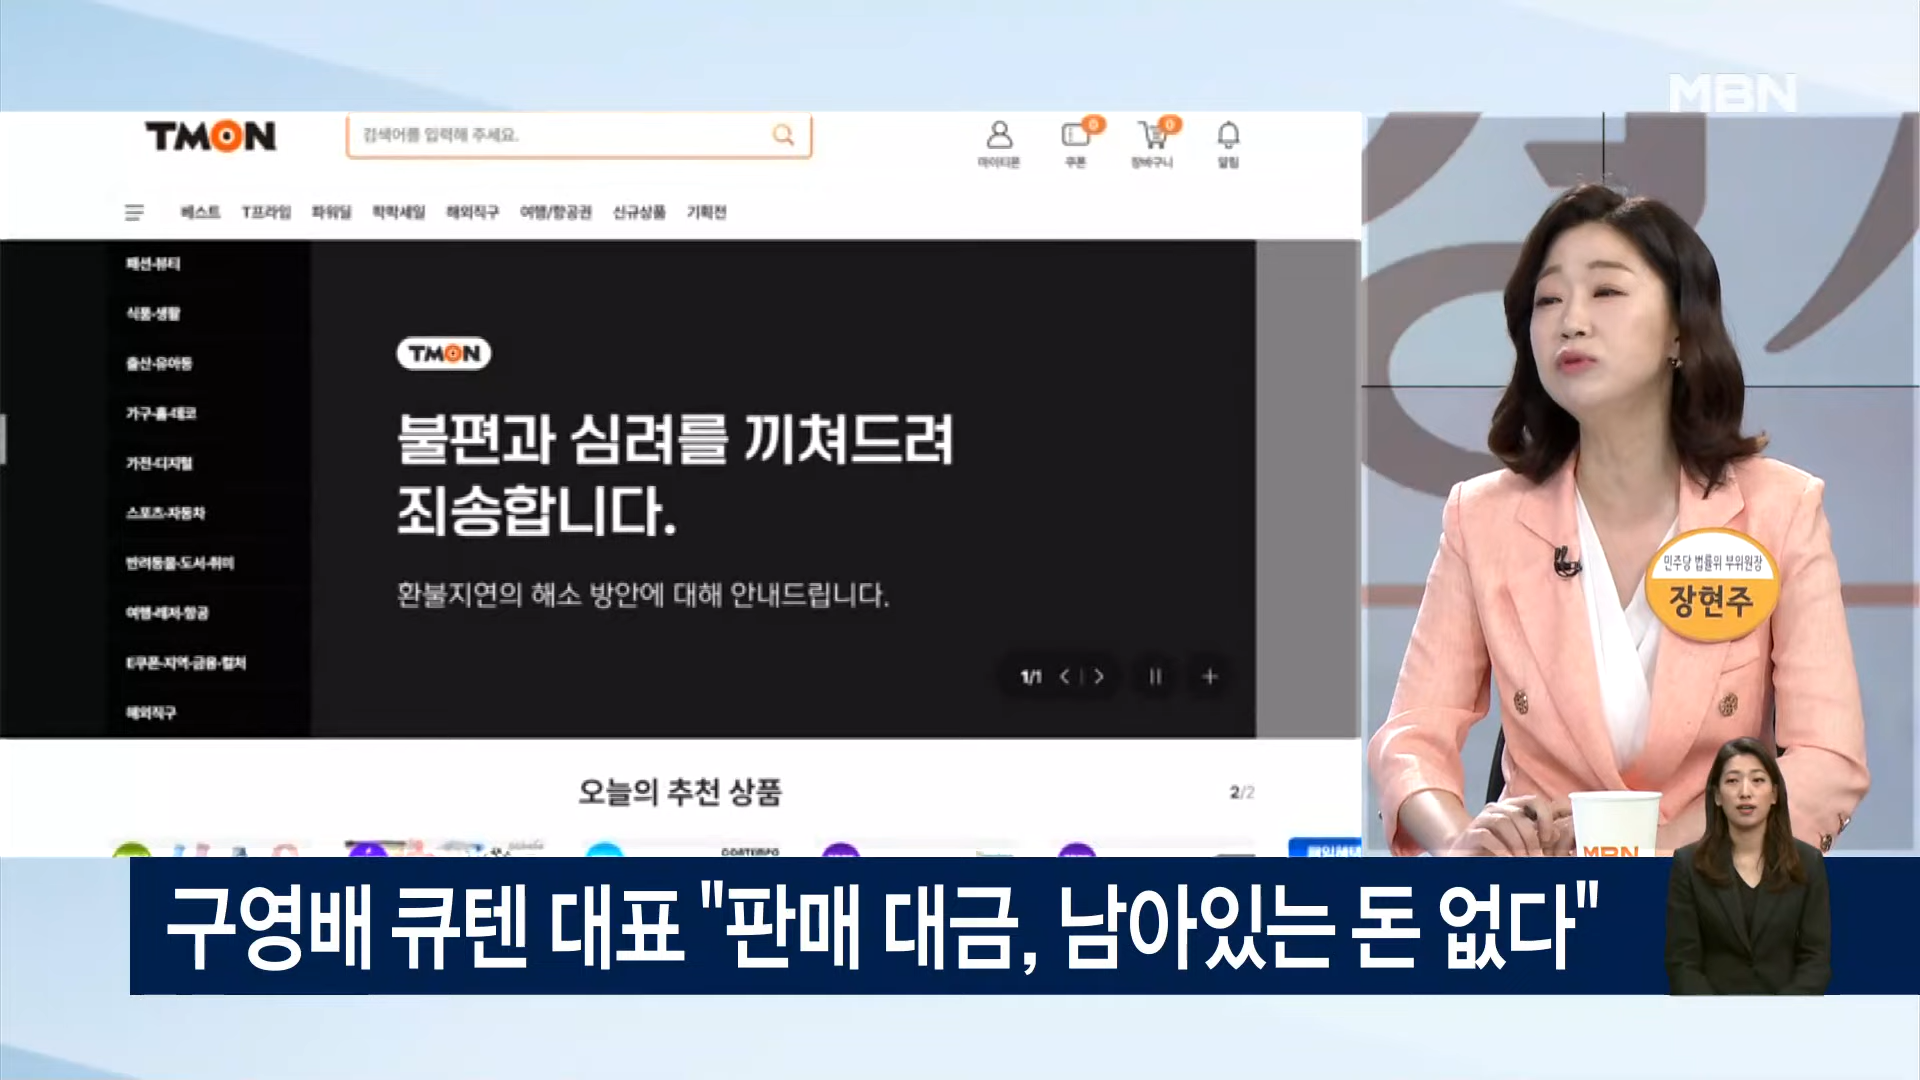 MBN
TMON
검색어를 입력해 주세요.
0
0
마이티몬
쿠폰
장바구니
알림
베스트 T프라임 파워딜 학학세일 해외직구 여행/항공권 신규상품 기획전
패션·뷰티
식품·생활
출산·유아동
가구·홈·데코
가전·디지털
스포츠·자동차
반려동물·도서·취미
여행·레저·항공
E쿠폰·지역·금융·컬처
해외직구
TMON
불편과 심려를 끼쳐드려
죄송합니다.
환불지연의 해소 방안에 대해 안내드립니다.
1/1
오늘의 추천 상품
2/2
민주당 법률위 부위원장
장현주
MBN
구영배 큐텐 대표 "판매 대금, 남아있는 돈 없다"